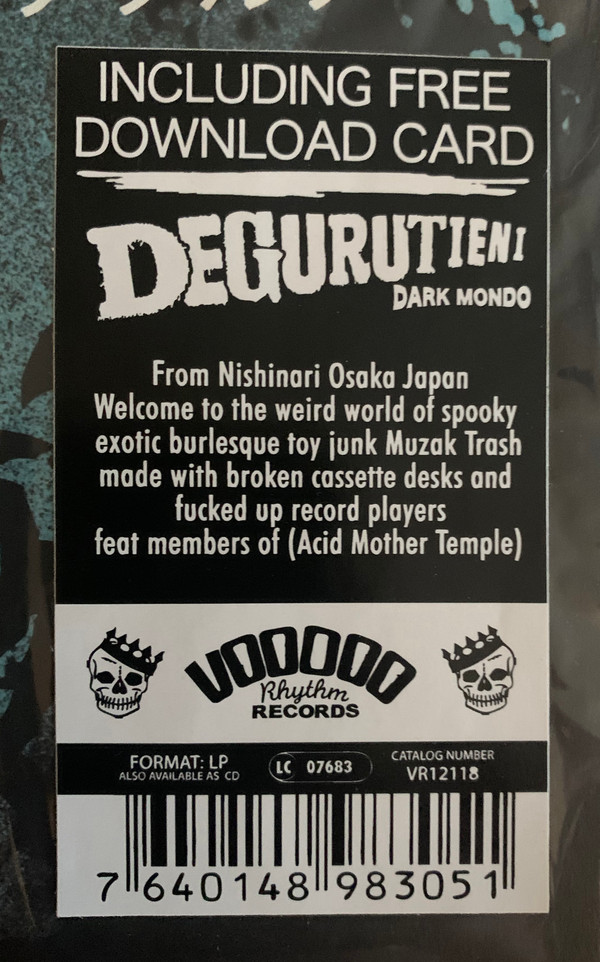 INCLUDING FREE
DOWNLOAD CARD
DEGURUTIENI
DARK MONDO
From Nishinari Osaka Japan
Welcome to the weird world of spooky
exotic burlesque toy junk Muzak Trash
made with broken cassette desks and
fucked up record players
feat members of (Acid Mother Temple)
VOODOO
Rhythm
RECORDS
FORMAT: LP
ALSO AVAILABLE AS CD
LC 07683
CATALOG NUMBER
VR12118
7 640148 983051